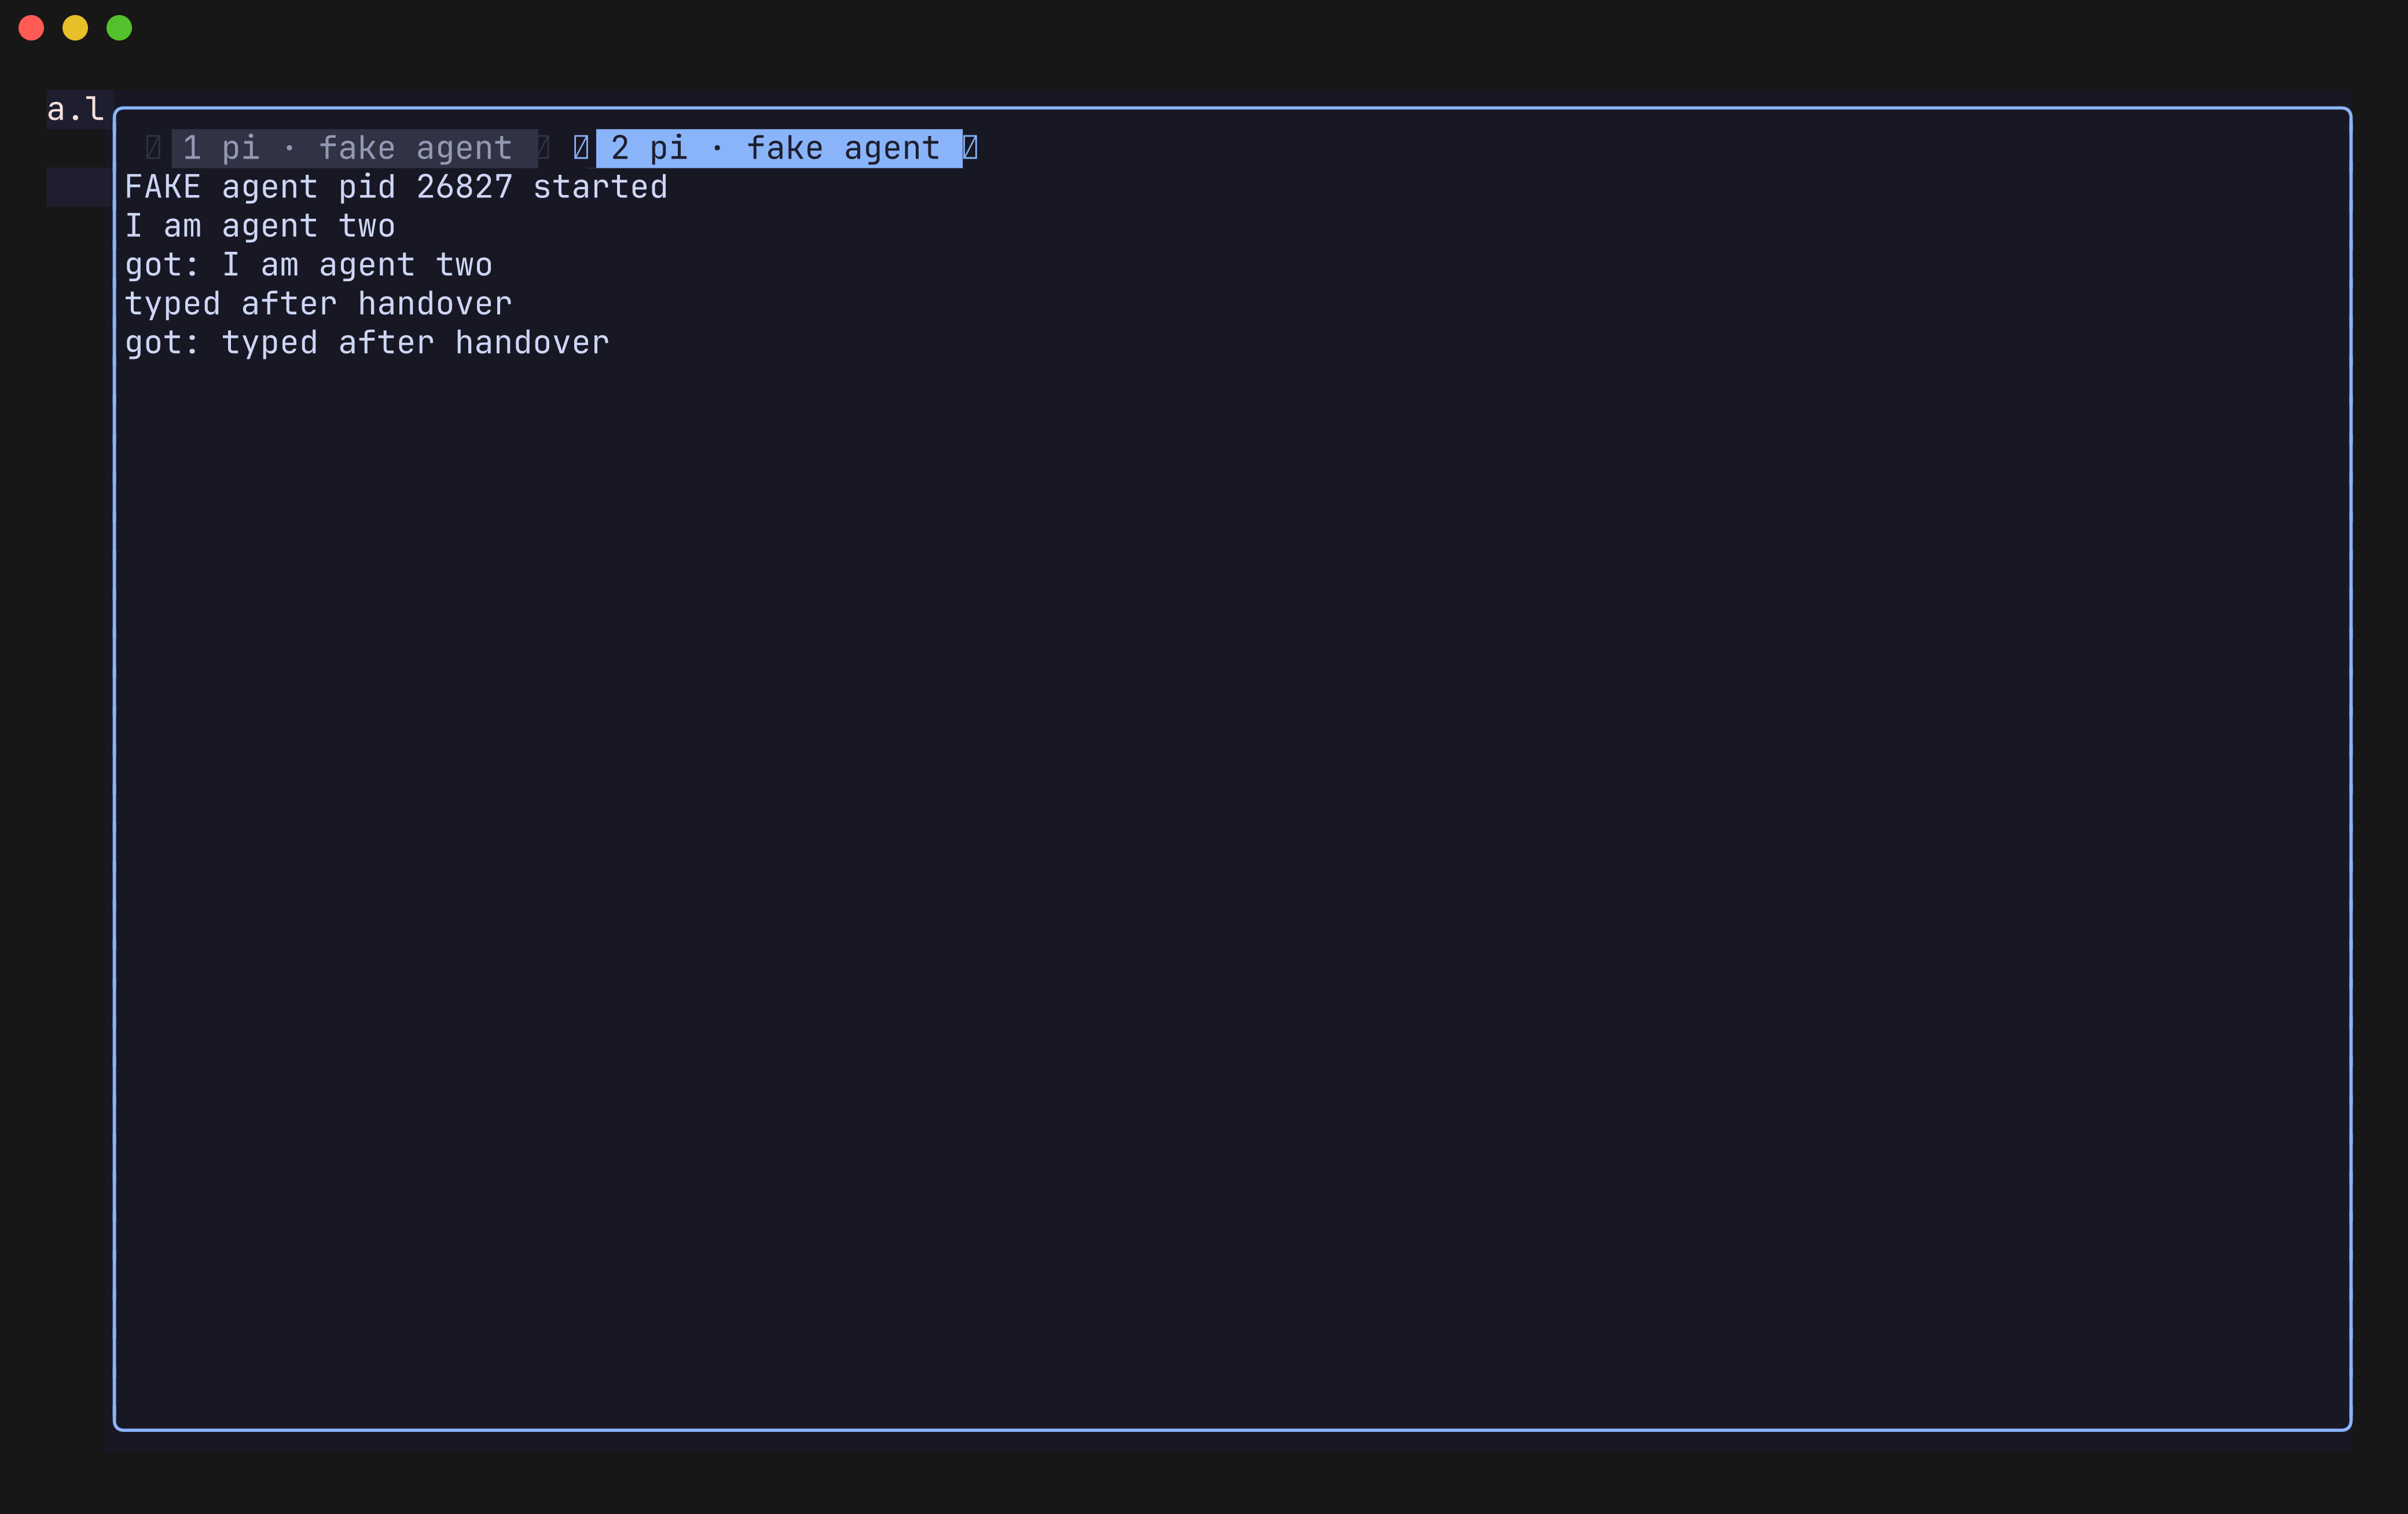 a.l
1 pi · fake agent 2 pi · fake agent
FAKE agent pid 26827 started
I am agent two
got: I am agent two
typed after handover
got: typed after handover